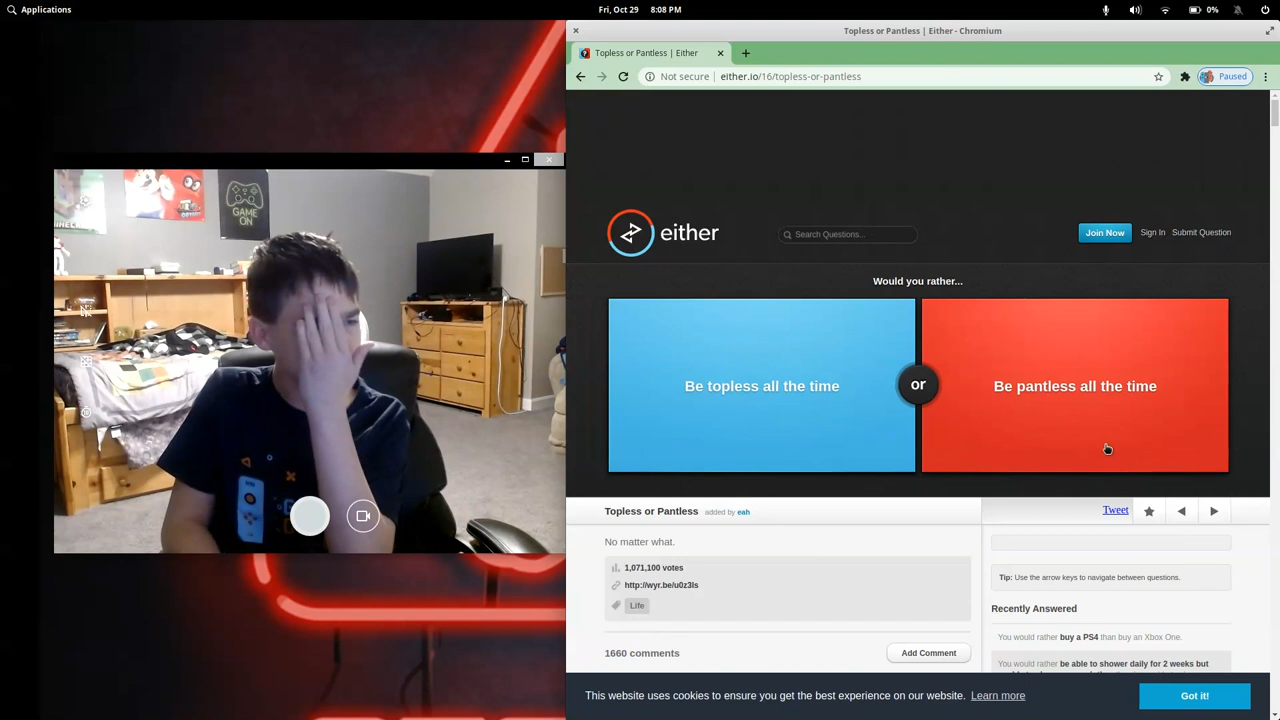 Applications
Fri, Oct 29 8:08 PM
0%
Topless or Pantless | Either - Chromium
Topless or Pantless | Either
Not secure | either.io/16/topless-or-pantless
Paused
GAME
ON
either
Search Questions...
Join Now
Sign In
Submit Question
Would you rather...
Be topless all the time
or
Be pantless all the time
Topless or Pantless added by eah
Tweet
No matter what.
1,071,100 votes
http://wyr.be/u0z3ls
Life
Tip: Use the arrow keys to navigate between questions.
Recently Answered
You would rather buy a PS4 than buy an Xbox One.
1660 comments
Add Comment
You would rather be able to shower daily for 2 weeks but
This website uses cookies to ensure you get the best experience on our website. Learn more
Got it!